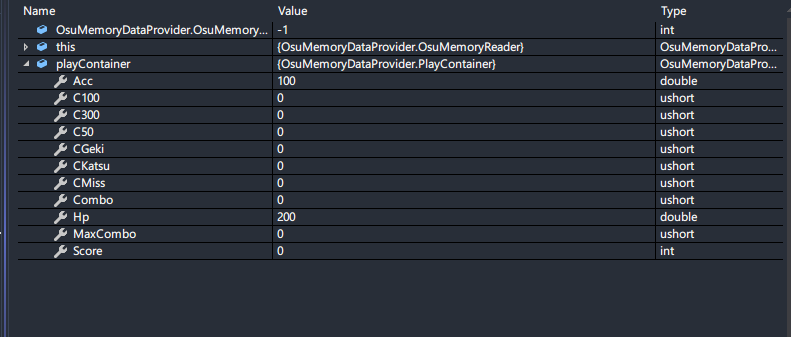 Name Value Type
OsuMemoryDataProvider.OsuMemory... -1 int
this {OsuMemoryDataProvider.OsuMemoryReader} OsuMemoryDataPro...
playContainer {OsuMemoryDataProvider.PlayContainer} OsuMemoryDataPro...
Acc 100 double
C100 0 ushort
C300 0 ushort
C50 0 ushort
CGeki 0 ushort
CKatsu 0 ushort
CMiss 0 ushort
Combo 0 ushort
Hp 200 double
MaxCombo 0 ushort
Score 0 int